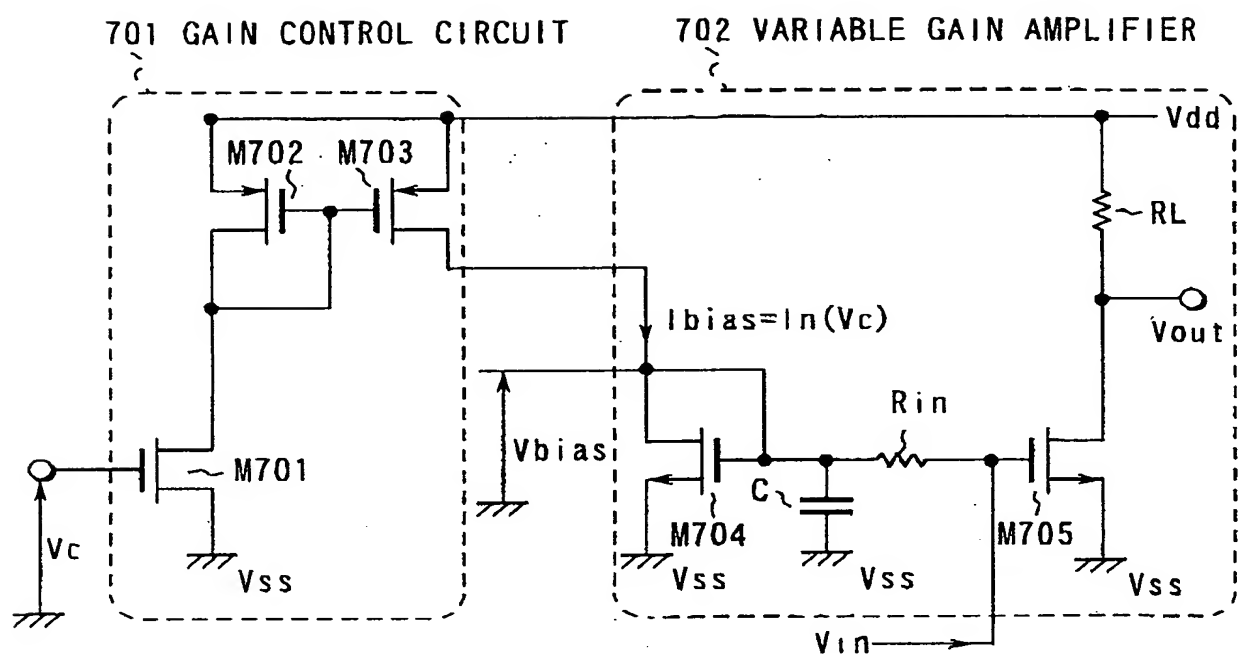 701 GAIN CONTROL CIRCUIT
702 VARIABLE GAIN AMPLIFIER
Vdd
M702
M703
RL
Ibias=In(Vc)
Vout
Rin
Vbias
M701
C
M704
M705
Vc
Vss
Vss
Vss
Vss
Vin